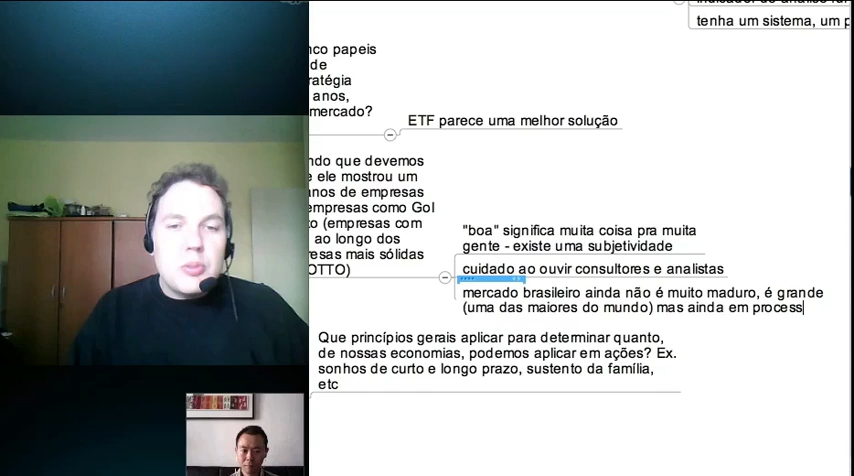 tenha um sistema, um p
nco papeis
de
ratégia
anos,
mercado?
ETF parece uma melhor solução
ndo que devemos
e ele mostrou um
anos de empresas
empresas como Gol
o (empresas com
ao longo dos
resas mais sólidas
OTTO)
"boa" significa muita coisa pra muita
gente - existe uma subjetividade
cuidado ao ouvir consultores e analistas
mercado brasileiro ainda não é muito maduro, é grande
(uma das maiores do mundo) mas ainda em process
Que princípios gerais aplicar para determinar quanto,
de nossas economias, podemos aplicar em ações? Ex.
sonhos de curto e longo prazo, sustento da família,
etc